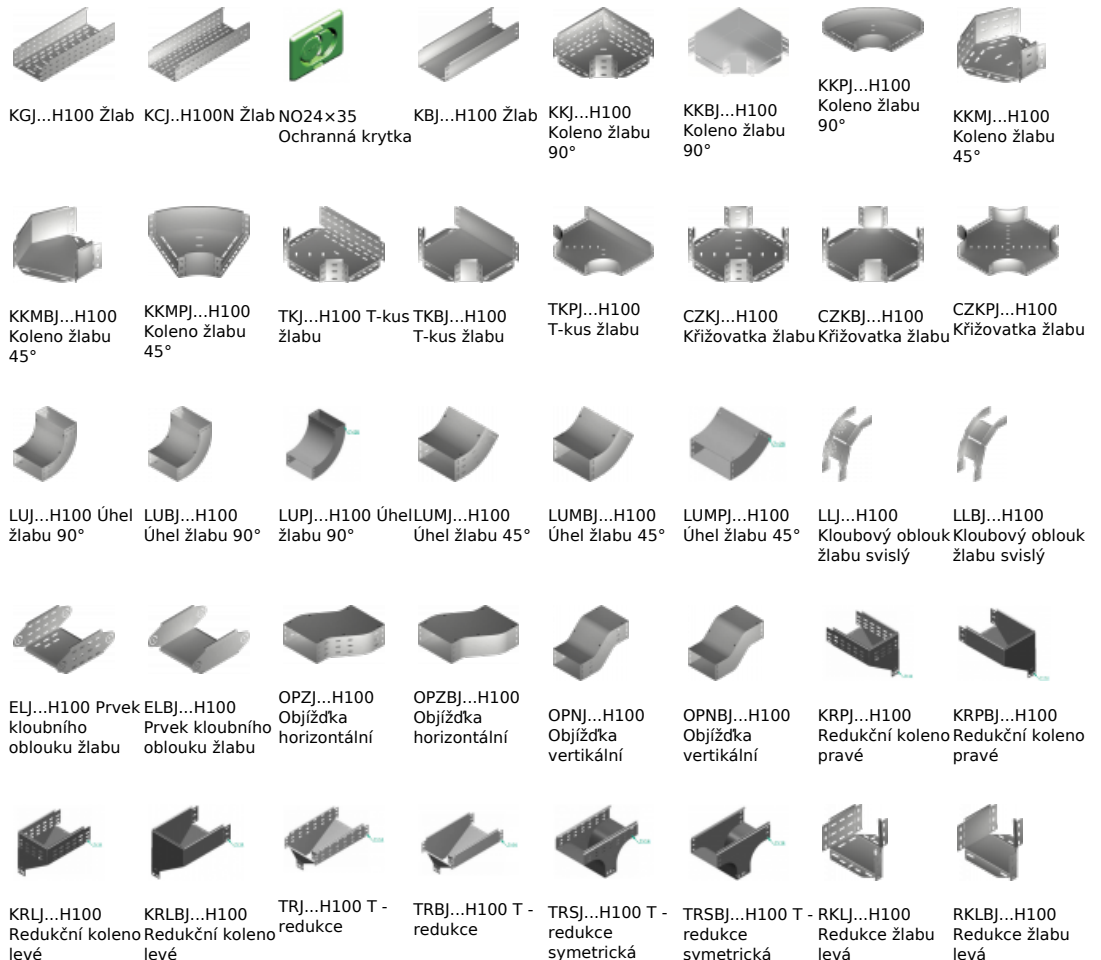 KGJ...H100 Žlab
KCJ..H100N Žlab
NO24×35
Ochranná krytka
KBJ...H100 Žlab
KKJ...H100
Koleno žlabu
90°
KKBJ...H100
Koleno žlabu
90°
KKPJ...H100
Koleno žlabu
90°
KKMJ...H100
Koleno žlabu
45°
KKMBJ...H100
Koleno žlabu
45°
KKMPJ...H100
Koleno žlabu
45°
TKJ...H100 T-kus
žlabu
TKBJ...H100
T-kus žlabu
TKPJ...H100
T-kus žlabu
CZKJ...H100
Křižovatka žlabu
CZKBJ...H100
Křižovatka žlabu
CZKPJ...H100
Křižovatka žlabu
LUJ...H100 Úhel
žlabu 90°
LUBJ...H100
Úhel žlabu 90°
LUPJ...H100 Úhel
žlabu 90°
LUMJ...H100
Úhel žlabu 45°
LUMBJ...H100
Úhel žlabu 45°
LUMPJ...H100
Úhel žlabu 45°
LLJ...H100
Kloubový oblouk
žlabu svislý
LLBJ...H100
Kloubový oblouk
žlabu svislý
ELJ...H100 Prvek
kloubního
oblouku žlabu
ELBJ...H100
Prvek kloubního
oblouku žlabu
OPZJ...H100
Objížďka
horizontální
OPZBJ...H100
Objížďka
horizontální
OPNJ...H100
Objížďka
vertikální
OPNBJ...H100
Objížďka
vertikální
KRPJ...H100
Redukční koleno
pravé
KRPBJ...H100
Redukční koleno
pravé
KRLJ...H100
Redukční koleno
levé
KRLBJ...H100
Redukční koleno
levé
TRJ...H100 T -
redukce
TRBJ...H100 T -
redukce
TRSJ...H100 T -
redukce
symetrická
TRSBJ...H100 T -
redukce
symetrická
RKLJ...H100
Redukce žlabu
levá
RKLBJ...H100
Redukce žlabu
levá